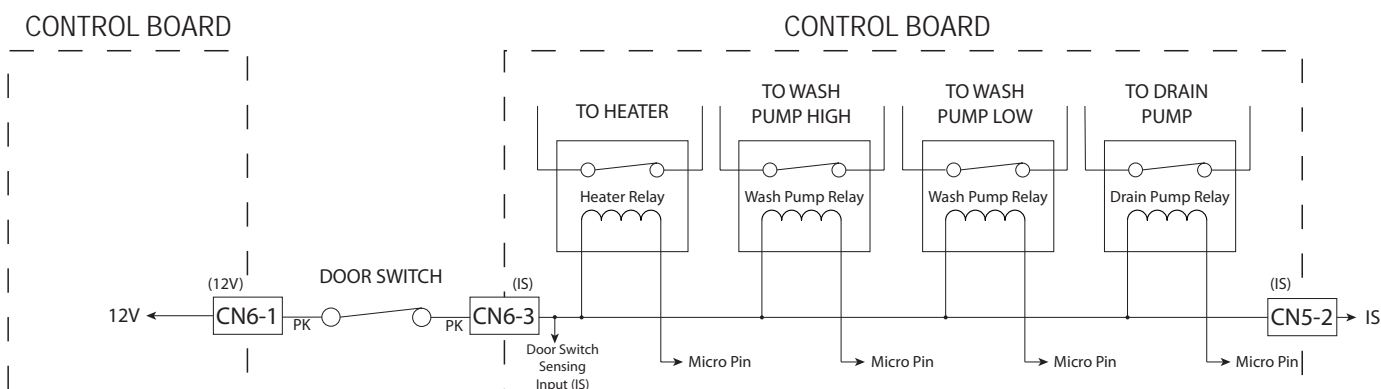 CONTROL BOARD
CONTROL BOARD
TO HEATER
TO WASH
PUMP HIGH
TO WASH
PUMP LOW
TO DRAIN
PUMP
Heater Relay
Wash Pump Relay
Wash Pump Relay
Drain Pump Relay
12V
(12V)
CN6-1
PK
DOOR SWITCH
PK
(IS)
CN6-3
Door Switch
Sensing
Input (IS)
Micro Pin
Micro Pin
Micro Pin
Micro Pin
(IS)
CN5-2
IS